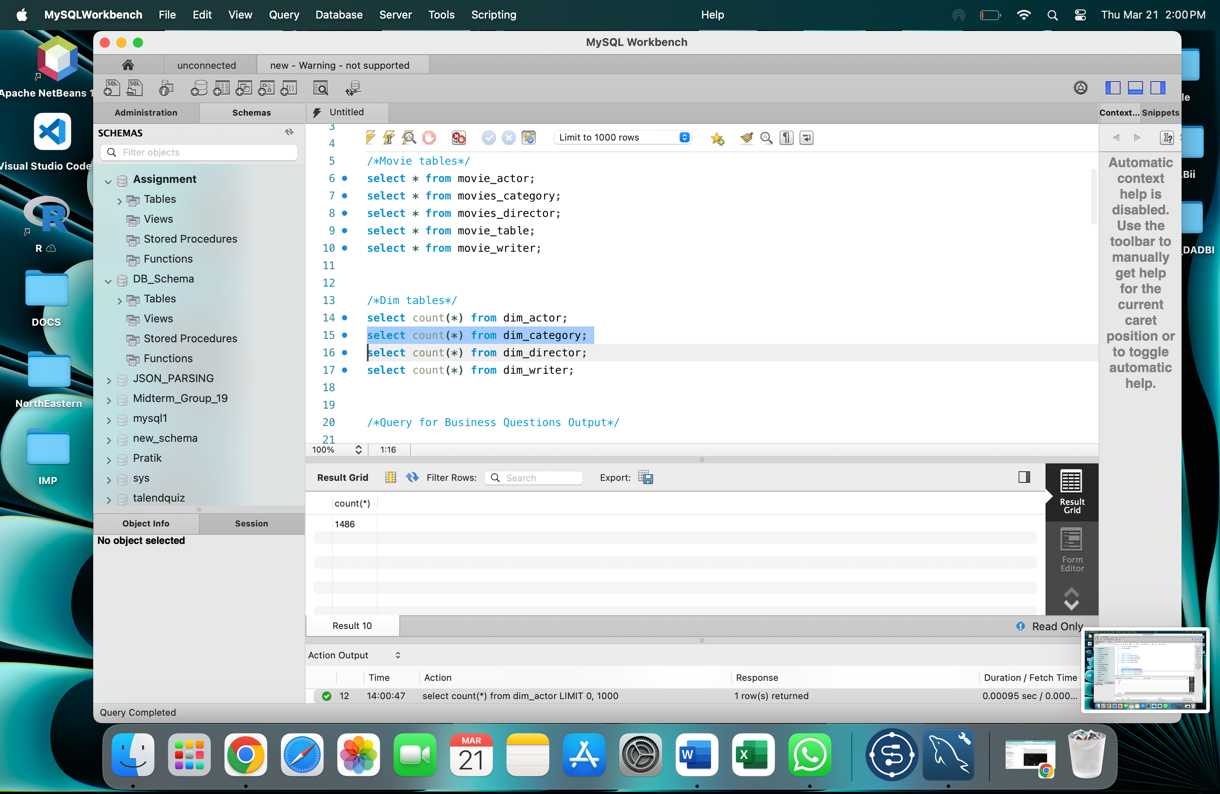 MySQLWorkbench File Edit View Query Database Server Tools Scripting Help Thu Mar 21 2:00 PM
MySQL Workbench
unconnected new - Warning - not supported
Administration Schemas Untitled Context... Snippets
SCHEMAS
Filter objects
Assignment
Tables
Views
Stored Procedures
Functions
DB_Schema
Tables
Views
Stored Procedures
Functions
JSON_PARSING
Midterm_Group_19
mysql1
new_schema
Pratik
sys
talendquiz
Object Info Session
No object selected
Limit to 1000 rows
3
4
5 /*Movie tables*/
6 select * from movie_actor;
7 select * from movies_category;
8 select * from movies_director;
9 select * from movie_table;
10 select * from movie_writer;
11
12
13 /*Dim tables*/
14 select count(*) from dim_actor;
15 select count(*) from dim_category;
16 select count(*) from dim_director;
17 select count(*) from dim_writer;
18
19
20 /*Query for Business Questions Output*/
21
100% 1:16
Result Grid Filter Rows: Search Export:
count(*)
1486
Result Grid
Form Editor
Result 10 Read Only
Action Output
Time Action Response Duration / Fetch Time
12 14:00:47 select count(*) from dim_actor LIMIT 0, 1000 1 row(s) returned 0.00095 sec / 0.000...
Query Completed
Automatic
context
help is
disabled.
Use the
toolbar to
manually
get help
for the
current
caret
position or
to toggle
automatic
help.
Apache NetBeans 1
Visual Studio Code
R
DOCS
NorthEastern
IMP
le
.Bii
_DADBI
MAR
21